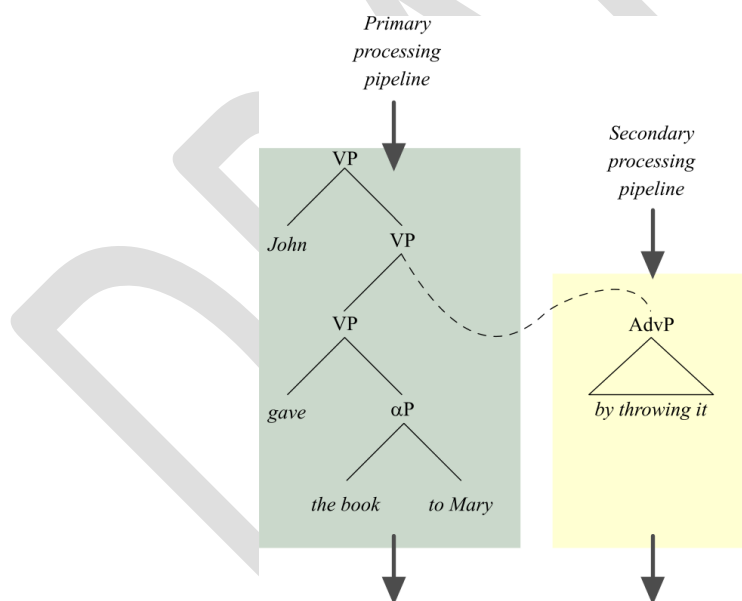 Primary
processing
pipeline
Secondary
processing
pipeline
VP
John
VP
VP
AdvP
gave
αP
by throwing it
the book
to Mary